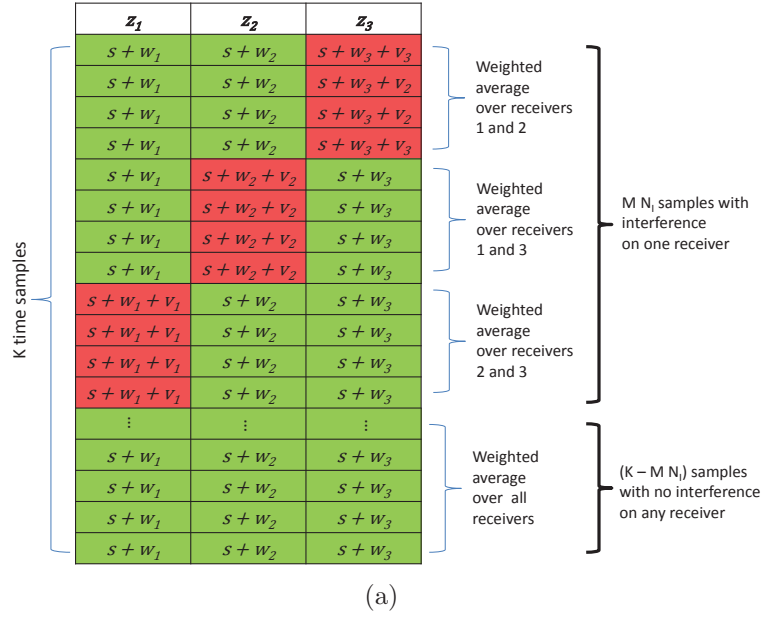 z₁ z₂ z₃
s + w₁ s + w₂ s + w₃ + v₃
s + w₁ s + w₂ s + w₃ + v₂
s + w₁ s + w₂ s + w₃ + v₂
s + w₁ s + w₂ s + w₃ + v₃
s + w₁ s + w₂ + v₂ s + w₃
s + w₁ s + w₂ + v₂ s + w₃
s + w₁ s + w₂ + v₂ s + w₃
s + w₁ s + w₂ + v₂ s + w₃
s + w₁ + v₁ s + w₂ s + w₃
s + w₁ + v₁ s + w₂ s + w₃
s + w₁ + v₁ s + w₂ s + w₃
s + w₁ + v₁ s + w₂ s + w₃
⋮ ⋮ ⋮
s + w₁ s + w₂ s + w₃
s + w₁ s + w₂ s + w₃
s + w₁ s + w₂ s + w₃
s + w₁ s + w₂ s + w₃
K time samples
Weighted
average
over receivers
1 and 2
Weighted
average
over receivers
1 and 3
Weighted
average
over receivers
2 and 3
Weighted
average
over all
receivers
M N_I samples with
interference
on one receiver
(K – M N_I) samples
with no interference
on any receiver
(a)